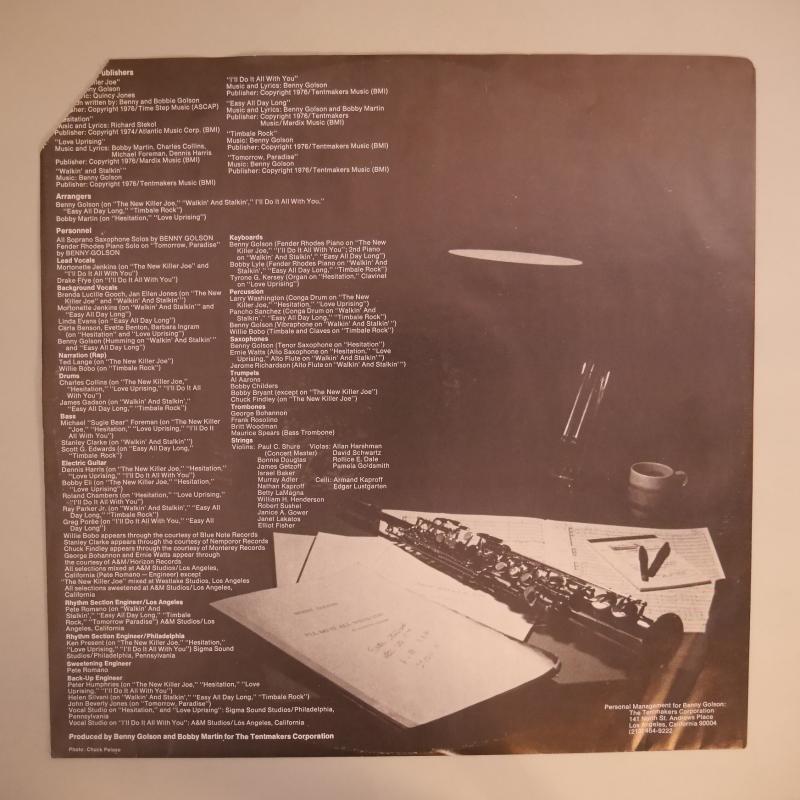 ublishers
ller Joe"
ny Golson
ic: Quincy Jones
on written by: Benny and Bobbie Golson
sher: Copyright 1976/Time Step Music (ASCAP)
esitation"
usic and Lyrics: Richard Stekol
Publisher: Copyright 1974/Atlantic Music Corp. (BMI)
"Love Uprising"
Music and Lyrics: Bobby Martin, Charles Collins,
Michael Foreman, Dennis Harris
Publisher: Copyright 1976/Mardix Music (BMI)
"Walkin' and Stalkin'"
Music: Benny Golson
Publisher: Copyright 1976/Tentmakers Music (BMI)
"I'll Do It All With You"
Music and Lyrics: Benny Golson
Publisher: Copyright 1976/Tentmakers Music (BMI)
"Easy All Day Long"
Music and Lyrics: Benny Golson and Bobby Martin
Publisher: Copyright 1976/Tentmakers
Music/Mardix Music (BMI)
"Timbale Rock"
Music: Benny Golson
Publisher: Copyright 1976/Tentmakers Music (BMI)
"Tomorrow, Paradise"
Music: Benny Golson
Publisher: Copyright 1976/Tentmakers Music (BMI)
Arrangers
Benny Golson (on "The New Killer Joe," "Walkin' And Stalkin'," I'll Do It All With You,"
"Easy All Day Long," "Timbale Rock")
Bobby Martin (on "Hesitation," "Love Uprising")
Personnel
All Soprano Saxophone Solos by BENNY GOLSON
Fender Rhodes Piano Solo on "Tomorrow, Paradise"
by BENNY GOLSON
Lead Vocals
Mortonette Jenkins (on "The New Killer Joe" and
"I'll Do It All With You")
Drake Frye (on "I'll Do It All With You")
Background Vocals
Brenda Lucille Gooch, Jan Ellen Jones (on "The New
Killer Joe" and "Walkin' And Stalkin'")
Mortonette Jenkins (on "Walkin' And Stalkin'" and
"Easy All Day Long")
Linda Evans (on "Easy All Day Long")
Carla Benson, Evette Benton, Barbara Ingram
(on "Hesitation" and "Love Uprising")
Benny Golson (Humming on "Walkin' And Stalkin'"
and "Easy All Day Long")
Narration (Rap)
Ted Lange (on "The New Killer Joe")
Willie Bobo (on "Timbale Rock")
Drums
Charles Collins (on "The New Killer Joe,"
"Hesitation," "Love Uprising," "I'll Do It All
With You")
James Gadson (on "Walkin' And Stalkin',"
"Easy All Day Long," "Timbale Rock")
Bass
Michael "Sugie Bear" Foreman (on "The New Killer
Joe," "Hesitation," "Love Uprising," "I'll Do It
All With You")
Stanley Clarke (on "Walkin' And Stalkin'")
Scott G. Edwards (on "Easy All Day Long,"
"Timbale Rock")
Electric Guitar
Dennis Harris (on "The New Killer Joe," "Hesitation,"
"Love Uprising," "I'll Do It All With You")
Bobby Eli (on "The New Killer Joe," "Hesitation,"
"Love Uprising")
Roland Chambers (on "Hesitation," "Love Uprising,"
"I'll Do It All With You")
Ray Parker Jr. (on "Walkin' And Stalkin'," "Easy All
Day Long," "Timbale Rock")
Greg Porée (on "I'll Do It All With You," "Easy All
Day Long")
Keyboards
Benny Golson (Fender Rhodes Piano on "The New
Killer Joe," "I'll Do It All With You"; 2nd Piano
on "Walkin' And Stalkin'," "Easy All Day Long")
Bobby Lyle (Fender Rhodes Piano on "Walkin' And
Stalkin'," "Easy All Day Long," "Timbale Rock")
Tyrone G. Kersey (Organ on "Hesitation," Clavinet
on "Love Uprising")
Percussion
Larry Washington (Conga Drum on "The New
Killer Joe," "Hesitation," "Love Uprising")
Pancho Sanchez (Conga Drum on "Walkin' And
Stalkin'," "Easy All Day Long," "Timbale Rock")
Benny Golson (Vibraphone on "Walkin' And Stalkin'")
Willie Bobo (Timbale and Claves on "Timbale Rock)
Saxophones
Benny Golson (Tenor Saxophone on "Hesitation")
Ernie Watts (Alto Saxophone on "Hesitation," "Love
Uprising," Alto Flute on "Walkin' And Stalkin'")
Jerome Richardson (Alto Flute on "Walkin' And Stalkin'")
Trumpets
Al Aarons
Bobby Childers
Bobby Bryant (except on "The New Killer Joe")
Chuck Findley (on "The New Killer Joe")
Trombones
George Bohannon
Frank Rosolino
Britt Woodman
Maurice Spears (Bass Trombone)
Strings
Violins: Paul C. Shure
(Concert Master)
Bonnie Douglas
James Getzoff
Israel Baker
Murray Adler
Nathan Kaproff
Betty LaMagna
William H. Henderson
Robert Sushel
Janice A. Gower
Janet Lakatos
Elliot Fisher
Violas: Allan Harshman
David Schwartz
Rollice E. Dale
Pamela Goldsmith
Celli: Armand Kaproff
Edgar Lustgarten
Willie Bobo appears through the courtesy of Blue Note Records
Stanley Clarke appears through the courtesy of Nemporor Records
Chuck Findley appears through the courtesy of Monterey Records
George Bohannon and Ernie Watts appear through
the courtesy of A&M/Horizon Records
All selections mixed at A&M Studios/Los Angeles,
California (Pete Romano — Engineer) except
"The New Killer Joe" mixed at Westlake Studios, Los Angeles
All selections sweetened at A&M Studios/Los Angeles,
California
Rhythm Section Engineer/Los Angeles
Pete Romano (on "Walkin' And
Stalkin'," "Easy All Day Long," "Timbale
Rock," "Tomorrow Paradise") A&M Studios/Los
Angeles, California
Rhythm Section Engineer/Philadelphia
Ken Present (on "The New Killer Joe," "Hesitation,"
"Love Uprising," "I'll Do It All With You") Sigma Sound
Studios/Philadelphia, Pennsylvania
Sweetening Engineer
Pete Romano
Back-Up Engineer
Peter Humphries (on "The New Killer Joe," "Hesitation," "Love
Uprising," "I'll Do It All With You")
Helen Silvani (on "Walkin' And Stalkin'," "Easy All Day Long," "Timbale Rock")
John Beverly Jones (on "Tomorrow, Paradise")
Vocal Studio on "Hesitation," and "Love Uprising": Sigma Sound Studios/Philadelphia,
Pennsylvania
Vocal Studio on "I'll Do It All With You": A&M Studios/Los Angeles, California
Produced by Benny Golson and Bobby Martin for The Tentmakers Corporation
Photo: Chuck Peloso
Personal Management for Benny Golson:
The Tentmakers Corporation
141 North St. Andrews Place
Los Angeles, California 90004
(213) 464-9222